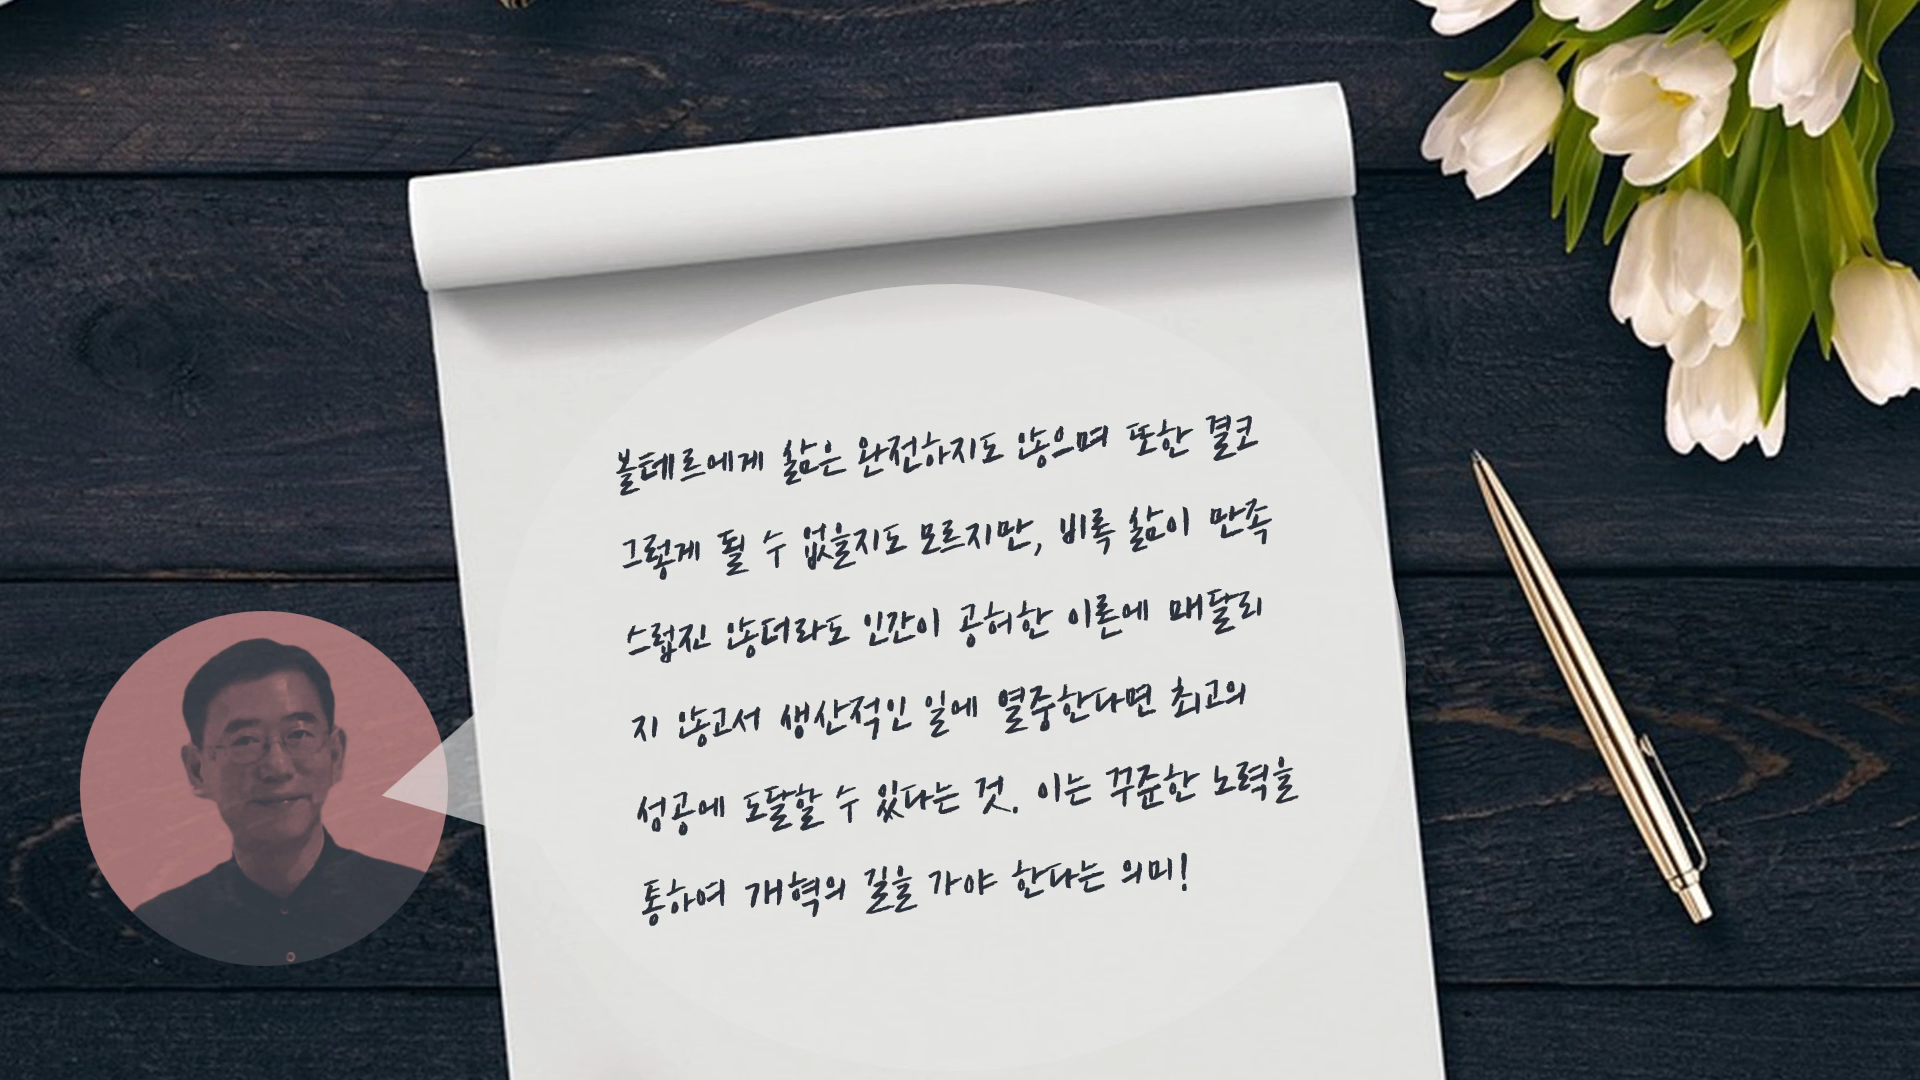 볼테르에게 삶은 완전하지도 않으며 또한 결코
그렇게 될 수 없을지도 모르지만, 비록 삶이 만족
스럽진 않더라도 인간이 공허한 이론에 매달리
지 않고서 생산적인 일에 열중한다면 최고의
성공에 도달할 수 있다는 것. 이는 꾸준한 노력을
통하여 개혁의 길을 가야 한다는 의미!